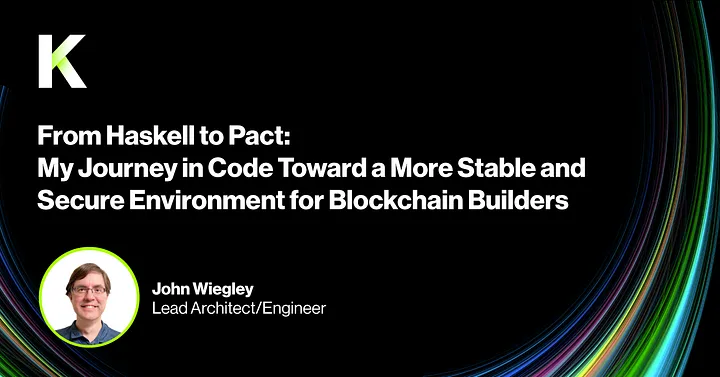 K
From Haskell to Pact:
My Journey in Code Toward a More Stable and
Secure Environment for Blockchain Builders
John Wiegley
Lead Architect/Engineer